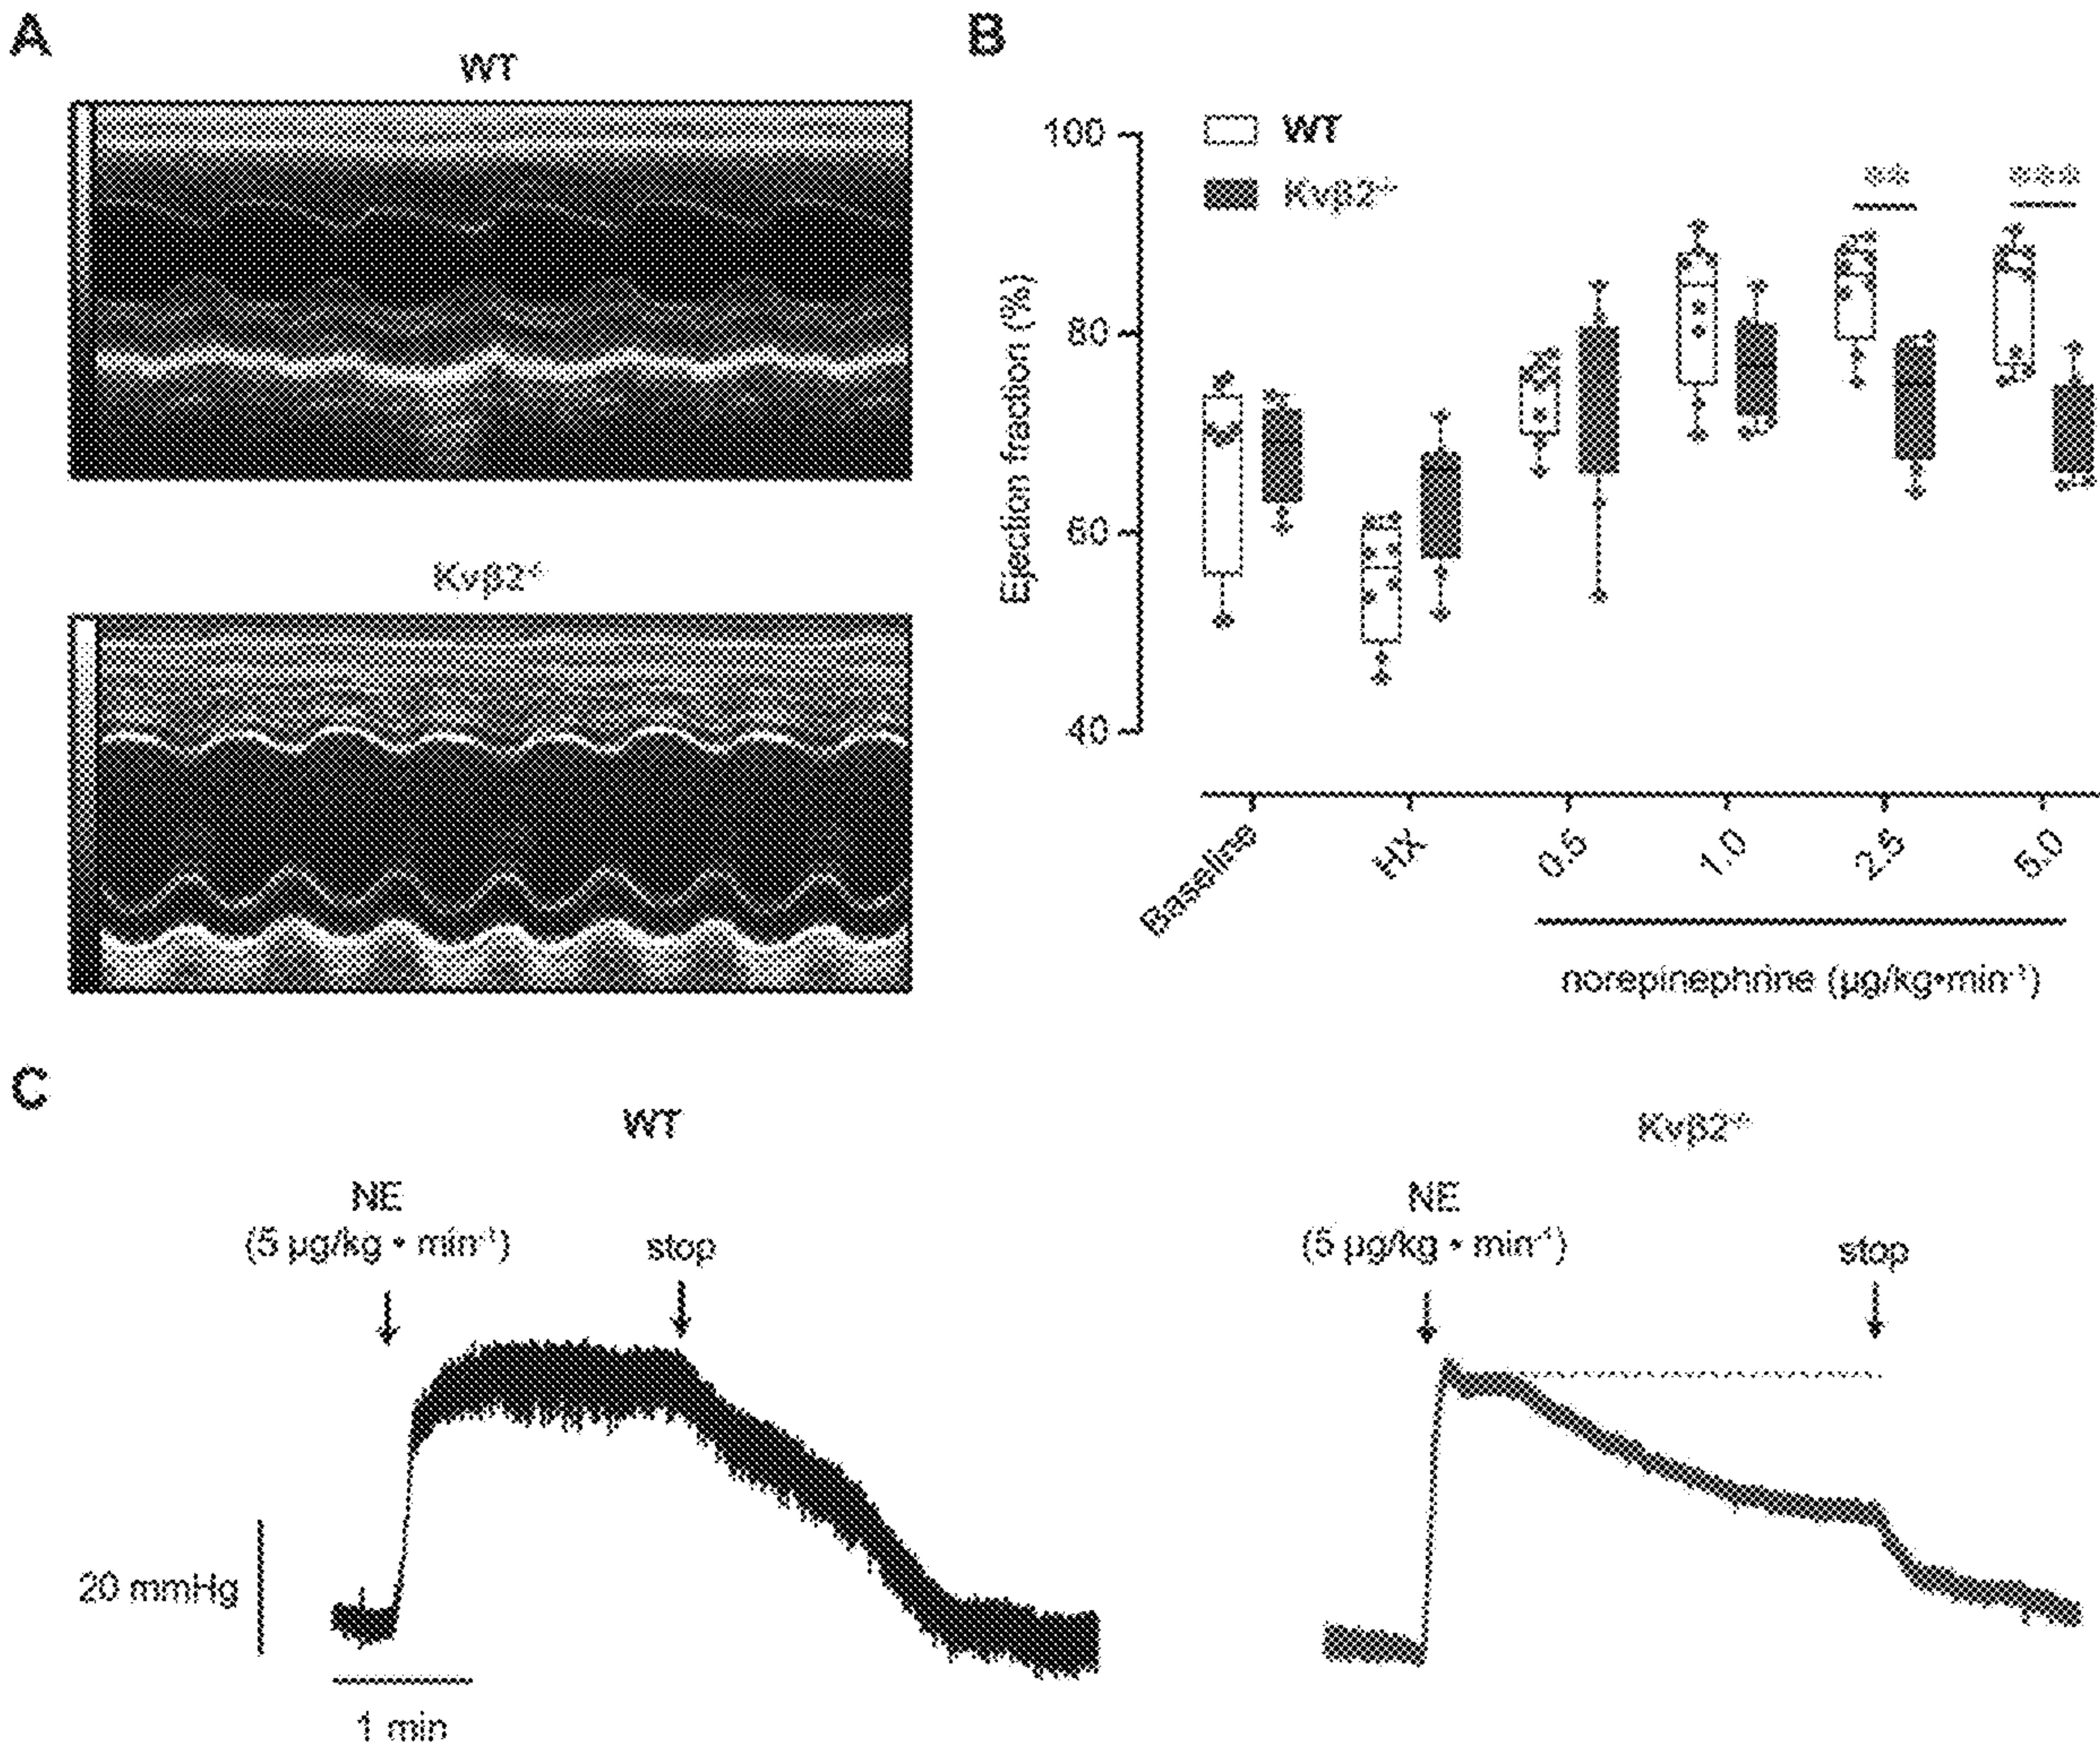 A
WT
Kvβ2-/-
B
100
80
60
40
Ejection fraction (%)
WT
Kvβ2-/-
**
***
Baseline
HX
0.5
1.0
2.5
5.0
norepinephrine (µg/kg•min-1)
C
WT
NE
(5 µg/kg • min-1)
stop
20 mmHg
1 min
Kvβ2-/-
NE
(5 µg/kg • min-1)
stop